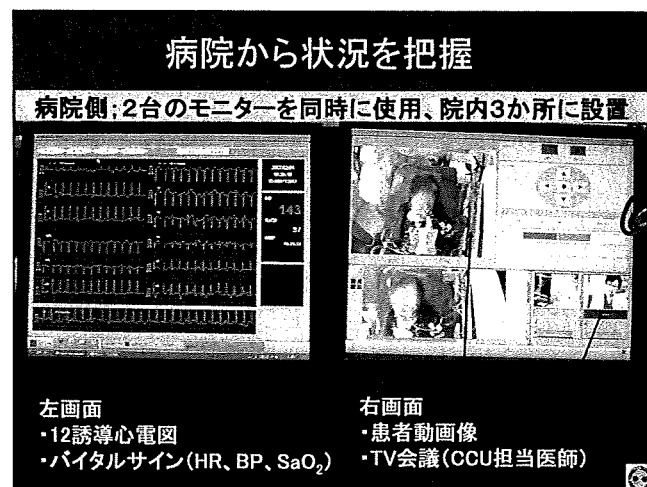 病院から状況を把握
病院側;2台のモニターを同時に使用、院内3か所に設置
143
左画面
・12誘導心電図
・バイタルサイン(HR、BP、SaO₂)
右画面
・患者動画像
・TV会議(CCU担当医師)